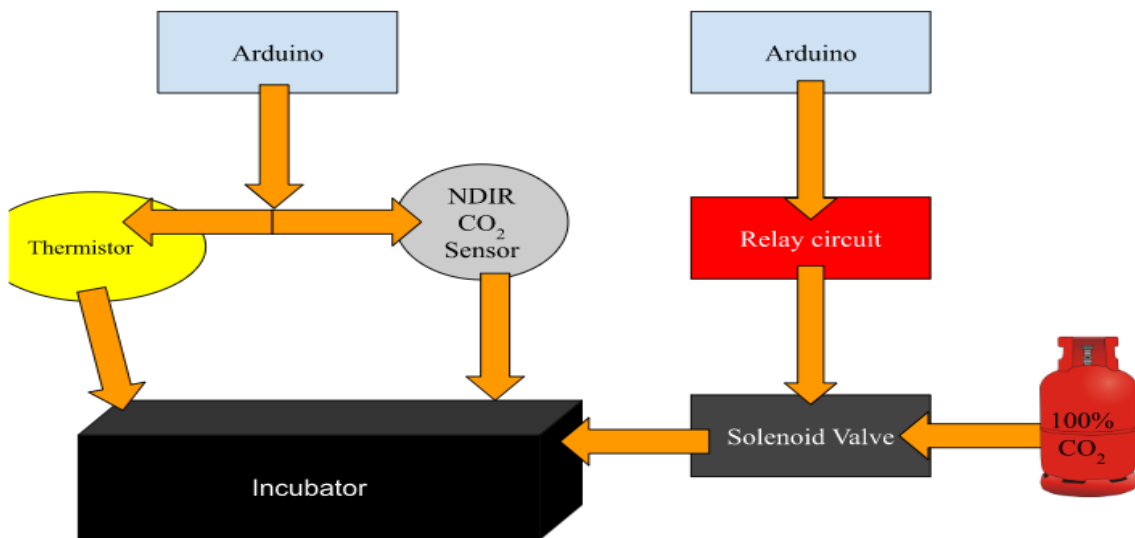 Arduino
Arduino
NDIR
CO₂
Sensor
Thermistor
Relay circuit
Solenoid Valve
100%
CO₂
Incubator